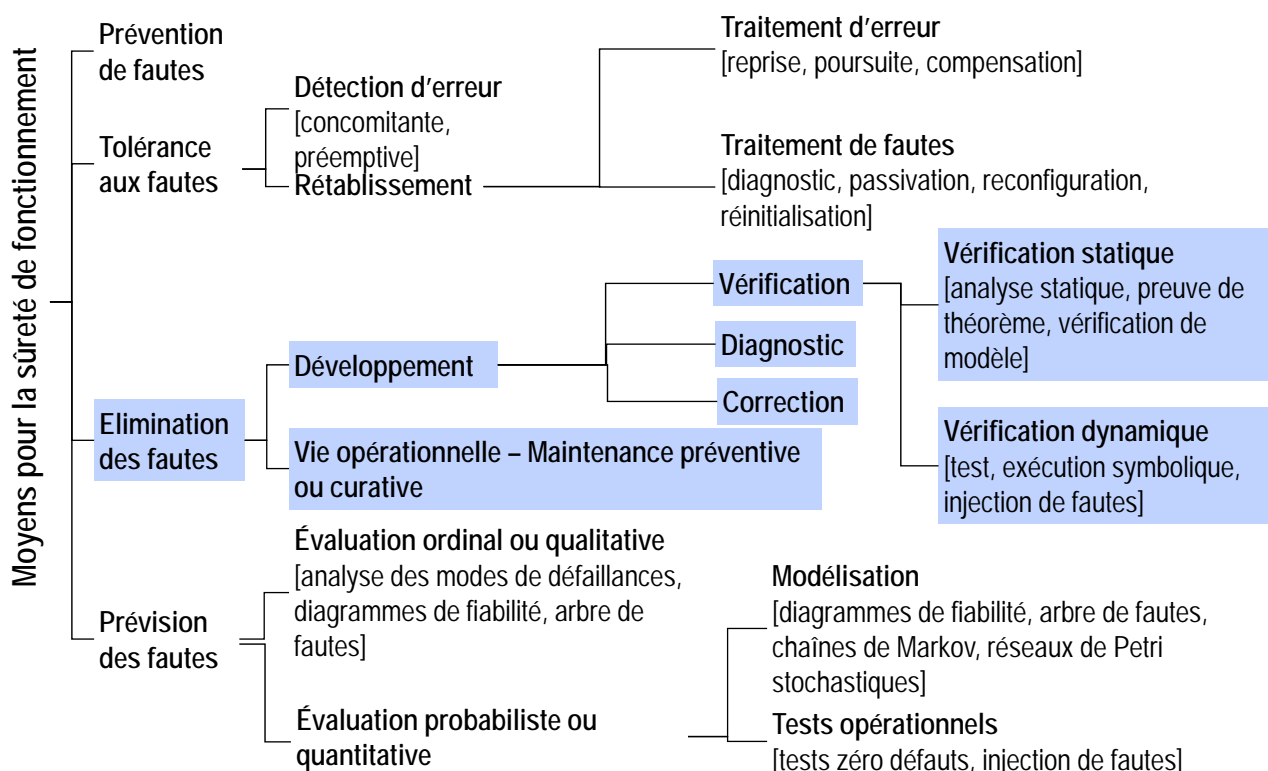 Moyens pour la sûreté de fonctionnement
Prévention
de fautes
Tolérance
aux fautes
Détection d’erreur
[concomitante,
préemptive]
Rétablissement
Traitement d’erreur
[reprise, poursuite, compensation]
Traitement de fautes
[diagnostic, passivation, reconfiguration,
réinitialisation]
Elimination
des fautes
Développement
Vérification
Diagnostic
Correction
Vérification statique
[analyse statique, preuve de
théorème, vérification de
modèle]
Vérification dynamique
[test, exécution symbolique,
injection de fautes]
Vie opérationnelle – Maintenance préventive
ou curative
Prévision
des fautes
Évaluation ordinal ou qualitative
[analyse des modes de défaillances,
diagrammes de fiabilité, arbre de
fautes]
Évaluation probabiliste ou
quantitative
Modélisation
[diagrammes de fiabilité, arbre de fautes,
chaînes de Markov, réseaux de Petri
stochastiques]
Tests opérationnels
[tests zéro défauts, injection de fautes]